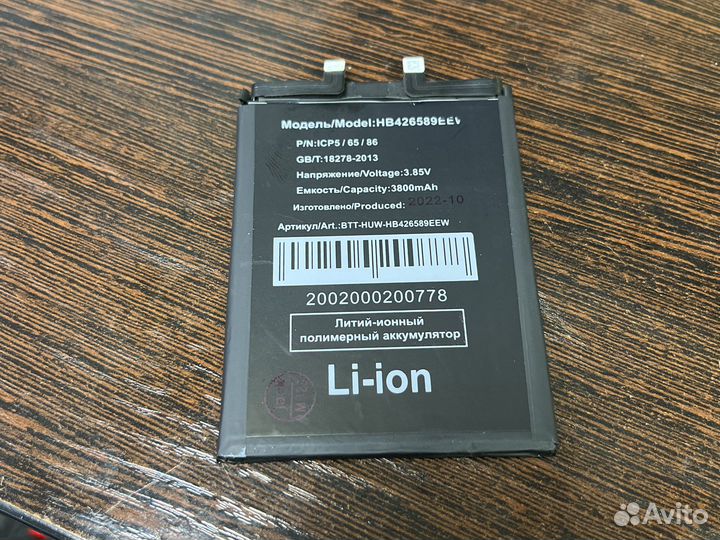 Модель/Model:HB426589EEW
P/N:ICP5/65/86
GB/T:18278-2013
Напряжение/Voltage:3.85V
Емкость/Capacity:3800mAh
Изготовлено/Produced: 2022-10
Артикул/Art.:BTT-HUW-HB426589EEW
2002000200778
Литий-ионный
полимерный аккумулятор
Li-ion
Avito